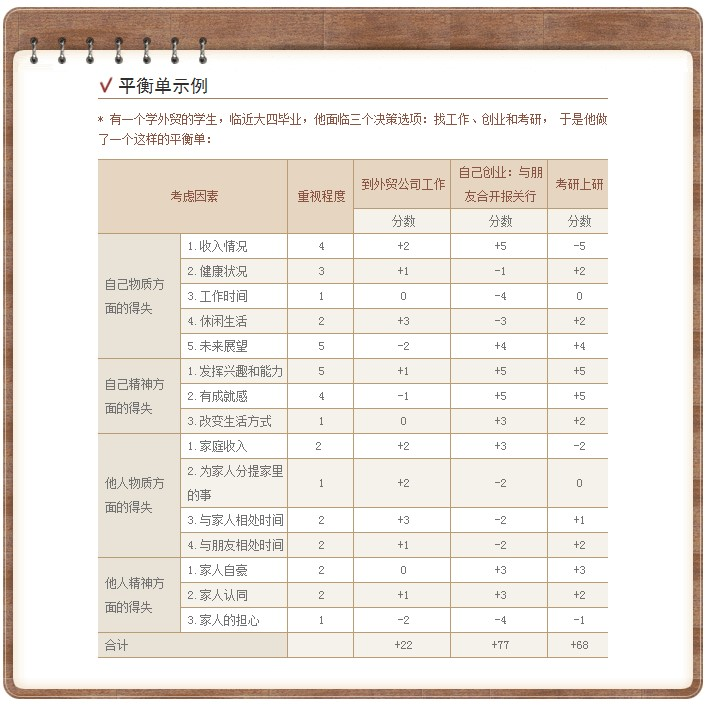 平衡单示例
* 有一个学外贸的学生，临近大四毕业，他面临三个决策选项：找工作、创业和考研， 于是他做
了一个这样的平衡单：
考虑因素 重视程度 到外贸公司工作 自己创业：与朋
友合开报关行 考研上研
分数 分数 分数
自己物质方
面的得失
1.收入情况 4 +2 +5 -5
2.健康状况 3 +1 -1 +2
3.工作时间 1 0 -4 0
4.休闲生活 2 +3 -3 +2
5.未来展望 5 -2 +4 +4
自己精神方
面的得失
1.发挥兴趣和能力 5 +1 +5 +5
2.有成就感 4 -1 +5 +5
3.改变生活方式 1 0 +3 +2
他人物质方
面的得失
1.家庭收入 2 +2 +3 -2
2.为家人分提家里
的事 1 +2 -2 0
3.与家人相处时间 2 +3 -2 +1
4.与朋友相处时间 2 +1 -2 +2
他人精神方
面的得失
1.家人自豪 2 0 +3 +3
2.家人认同 2 +1 +3 +2
3.家人的担心 1 -2 -4 -1
合计 +22 +77 +68